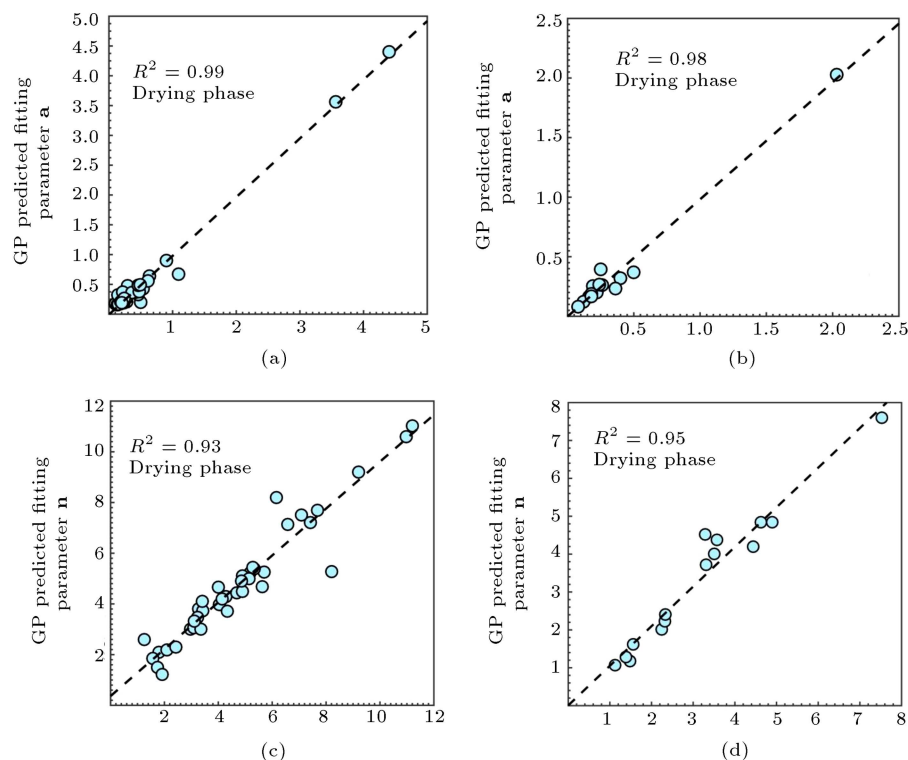 5.0
4.5
4.0
3.5
3.0
2.5
2.0
1.5
1.0
0.5
GP predicted fitting
parameter a
R² = 0.99
Drying phase
1 2 3 4 5
(a)
2.5
2.0
1.5
1.0
0.5
GP predicted fitting
parameter a
R² = 0.98
Drying phase
0.5 1.0 1.5 2.0 2.5
(b)
12
10
8
6
4
2
GP predicted fitting
parameter n
R² = 0.93
Drying phase
2 4 6 8 10 12
(c)
8
7
6
5
4
3
2
1
GP predicted fitting
parameter n
R² = 0.95
Drying phase
1 2 3 4 5 6 7 8
(d)